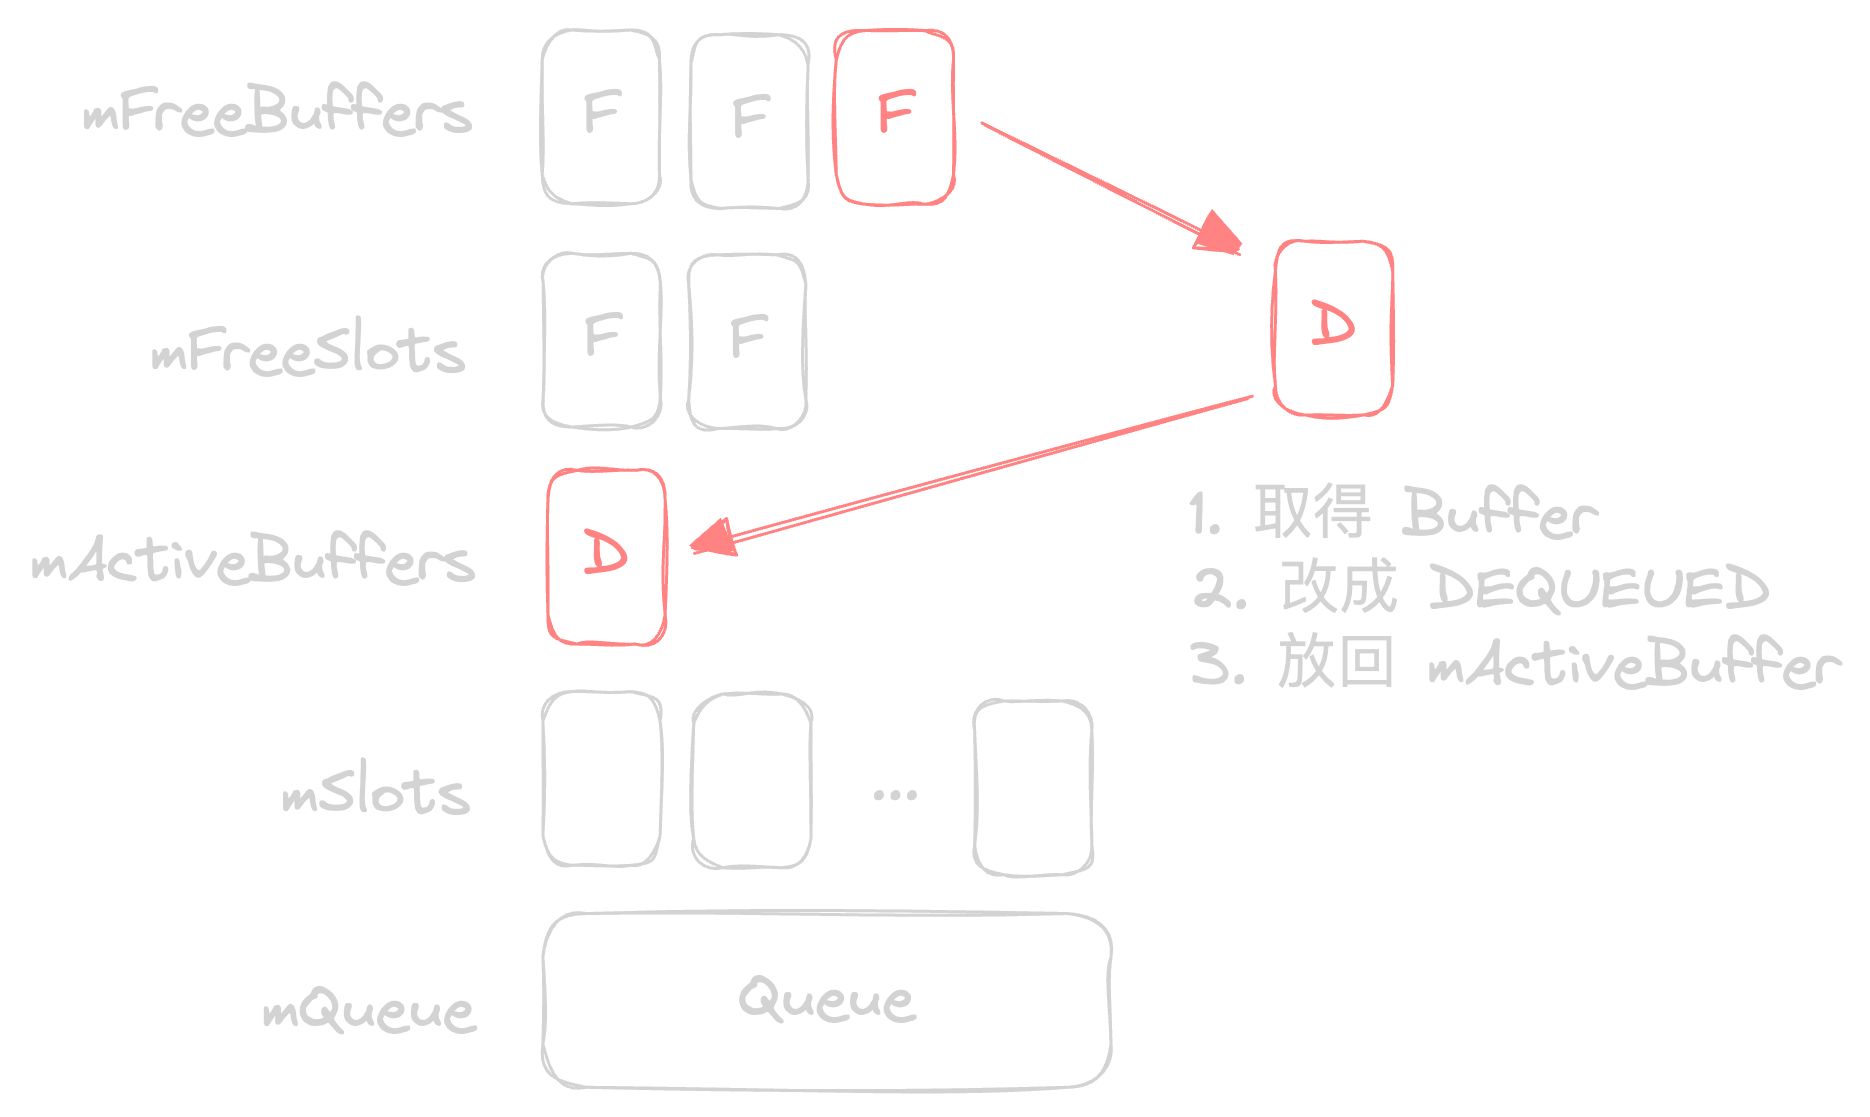 mFreeBuffers F F F
mFreeSlots F F D
mActiveBuffers D
1. 取得 Buffer
2. 改成 DEQUEUED
3. 放回 mActiveBuffer
mSlots ...
mQueue Queue